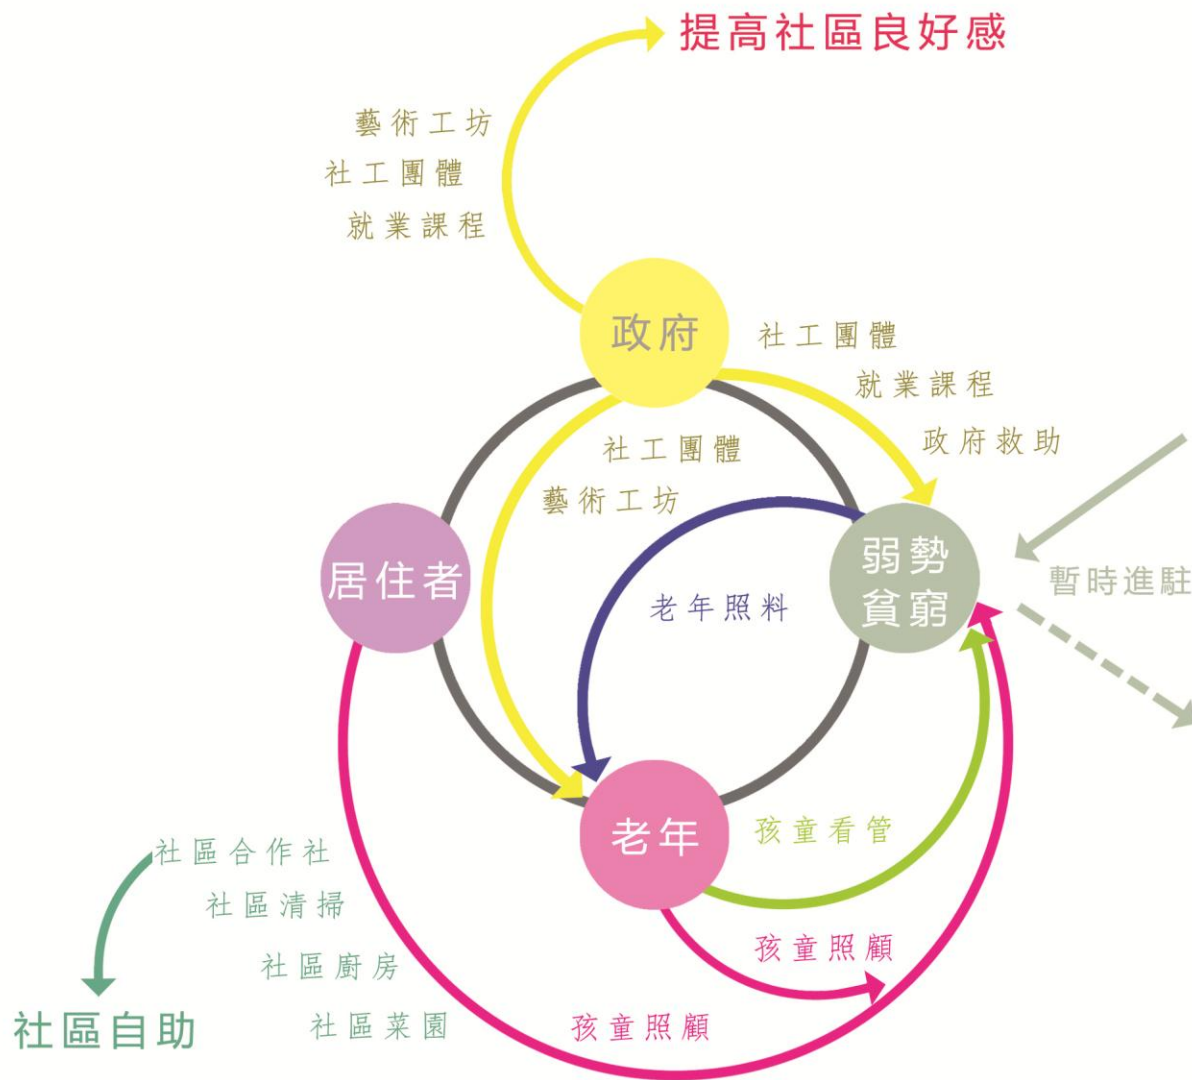 提高社區良好感
藝術工坊
社工團體
就業課程
政府
社工團體
就業課程
政府救助
社工團體
藝術工坊
居住者
弱勢
貧窮
暫時進駐
老年照料
老年
孩童看管
社區合作社
社區清掃
社區廚房
社區菜園
社區自助
孩童照顧
孩童照顧